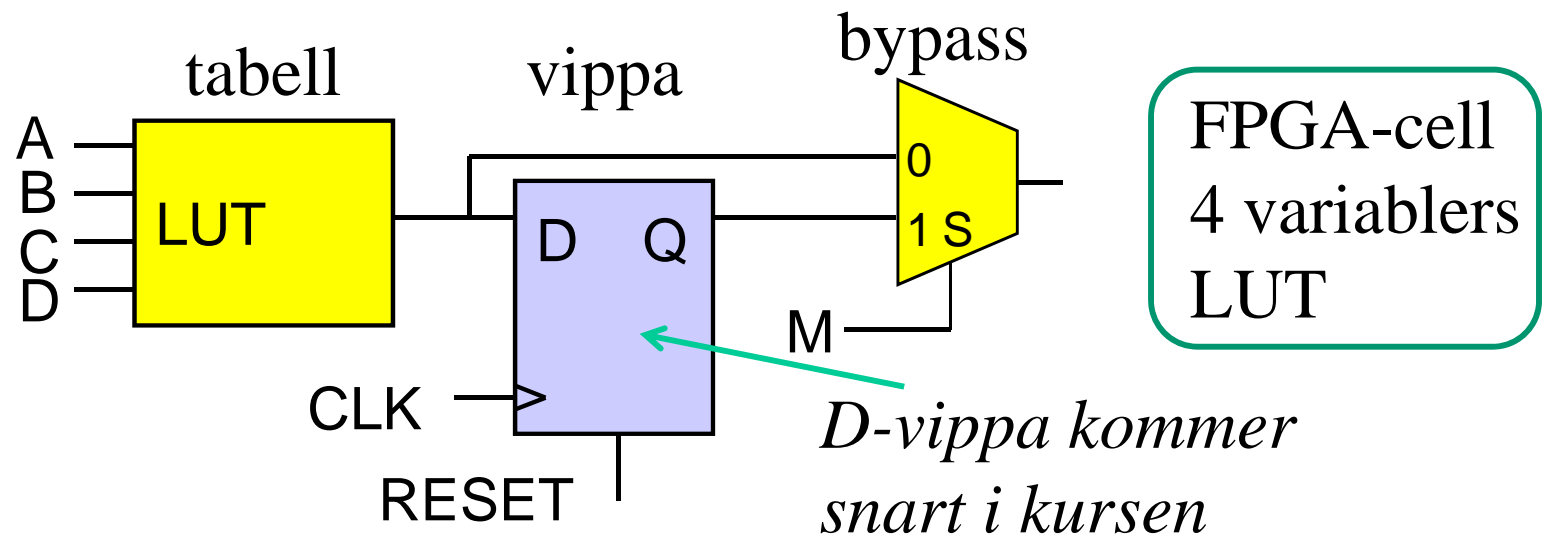 tabell
vippa
bypass
A
B
C
D
LUT
D Q
0
1 S
M
CLK
RESET
FPGA-cell
4 variablers
LUT
D-vippa kommer
snart i kursen